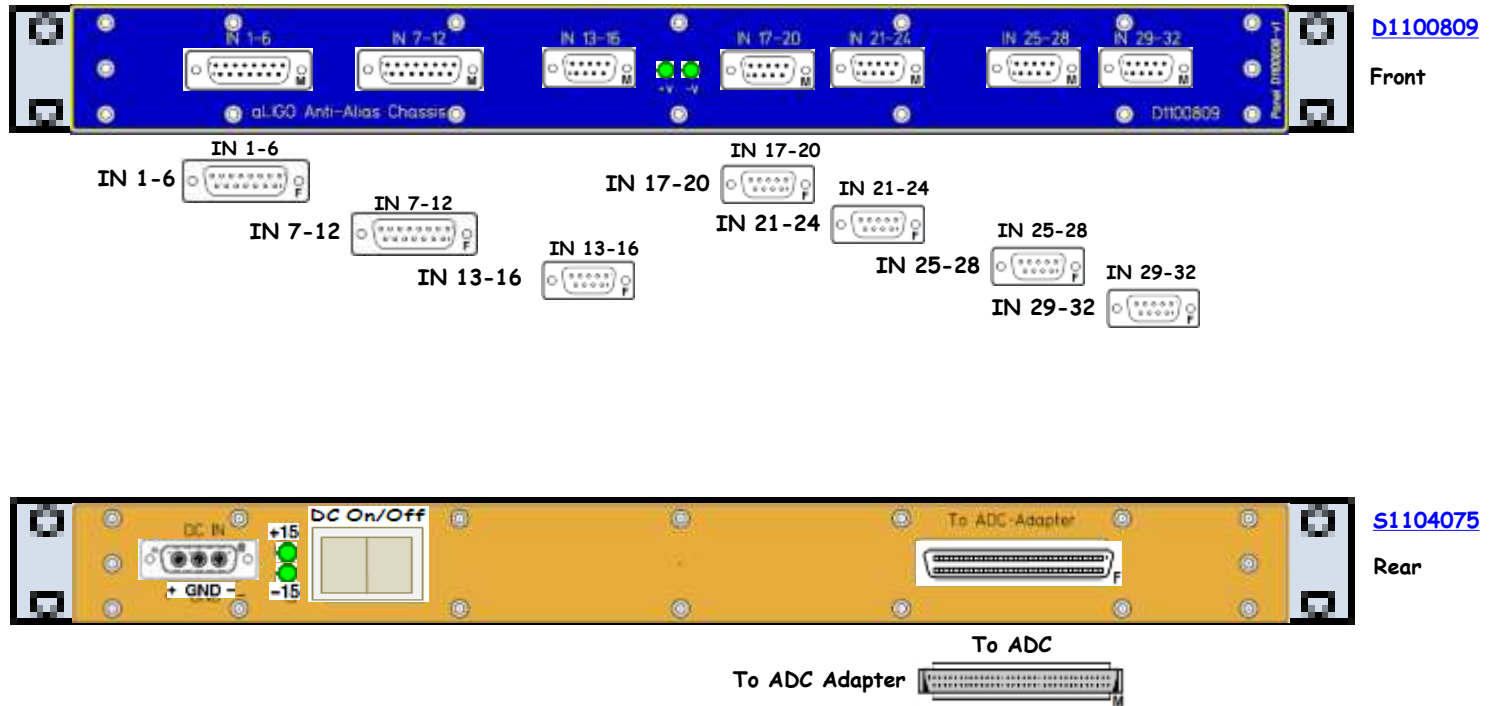 IN 1-6
IN 7-12
IN 13-16
IN 17-20
IN 21-24
IN 25-28
IN 29-32
M
M
M
M
M
M
M
+V -V
aLIGO Anti-Alias Chassis
D1100809
D1100809
Front
IN 1-6
IN 1-6
F
IN 7-12
IN 7-12
F
IN 13-16
IN 13-16
F
IN 17-20
IN 17-20
F
IN 21-24
IN 21-24
F
IN 25-28
IN 25-28
F
IN 29-32
IN 29-32
F
DC IN
+15
-15
+ GND -
DC On/Off
To ADC-Adapter
F
S1104075
Rear
To ADC
To ADC Adapter
M